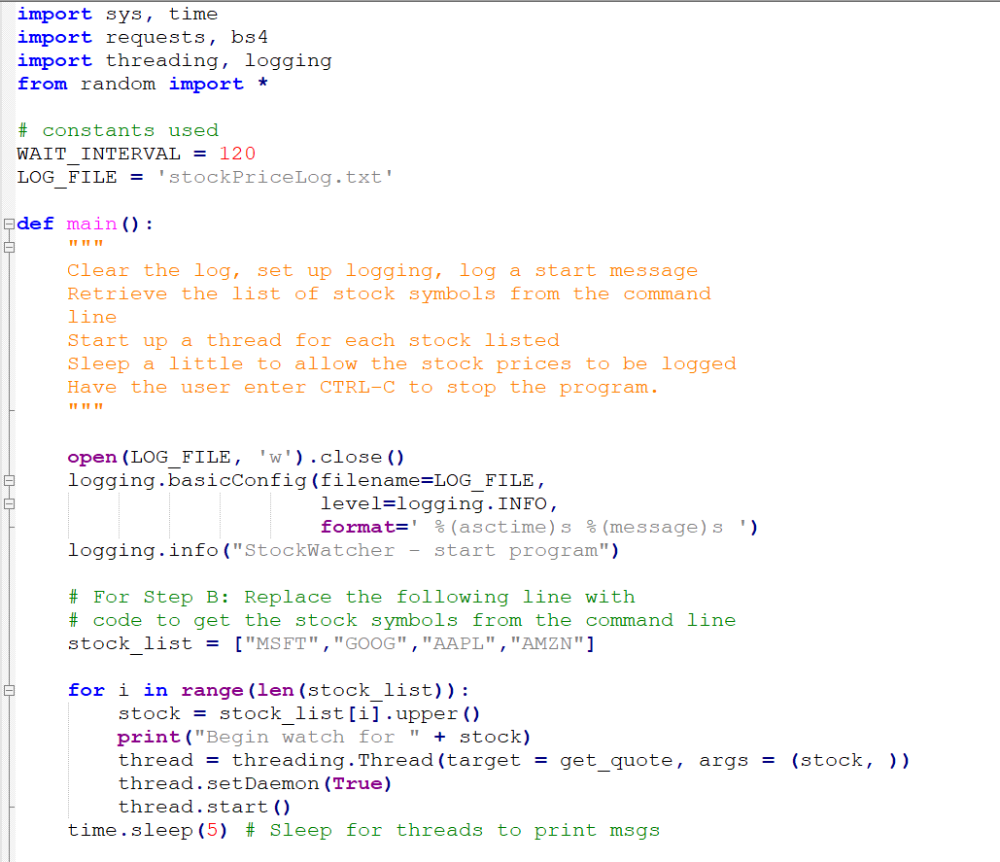 import sys, time
import requests, bs4
import threading, logging
from random import *

# constants used
WAIT_INTERVAL = 120
LOG_FILE = 'stockPriceLog.txt'

def main():
    """
    Clear the log, set up logging, log a start message
    Retrieve the list of stock symbols from the command
    line
    Start up a thread for each stock listed
    Sleep a little to allow the stock prices to be logged
    Have the user enter CTRL-C to stop the program.
    """

    open(LOG_FILE, 'w').close()
    logging.basicConfig(filename=LOG_FILE,
                        level=logging.INFO,
                        format=' %(asctime)s %(message)s ')
    logging.info("StockWatcher - start program")

    # For Step B: Replace the following line with
    # code to get the stock symbols from the command line
    stock_list = ["MSFT","GOOG","AAPL","AMZN"]

    for i in range(len(stock_list)):
        stock = stock_list[i].upper()
        print("Begin watch for " + stock)
        thread = threading.Thread(target = get_quote, args = (stock, ))
        thread.setDaemon(True)
        thread.start()
    time.sleep(5) # Sleep for threads to print msgs